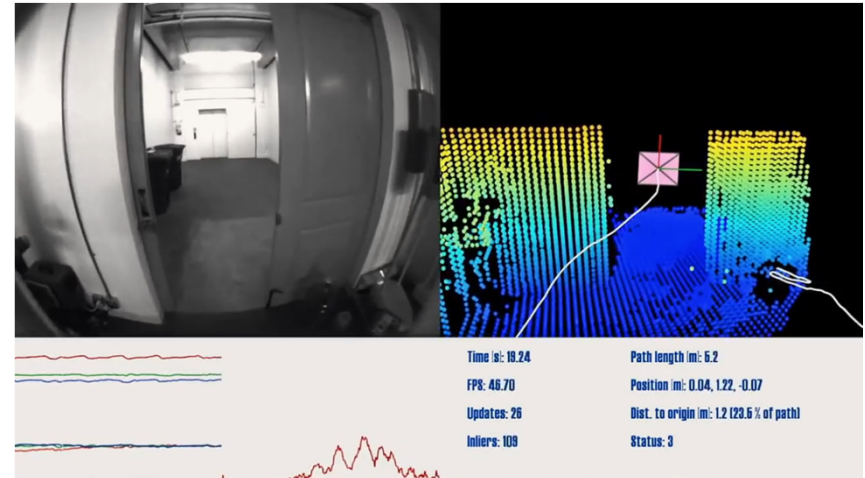 Time [s]: 19.24
FPS: 46.70
Updates: 26
Inliers: 109
Path length [m]: 5.2
Position [m]: 0.04, 1.22, -0.07
Dist. to origin [m]: 1.2 (23.5 % of path)
Status: 3